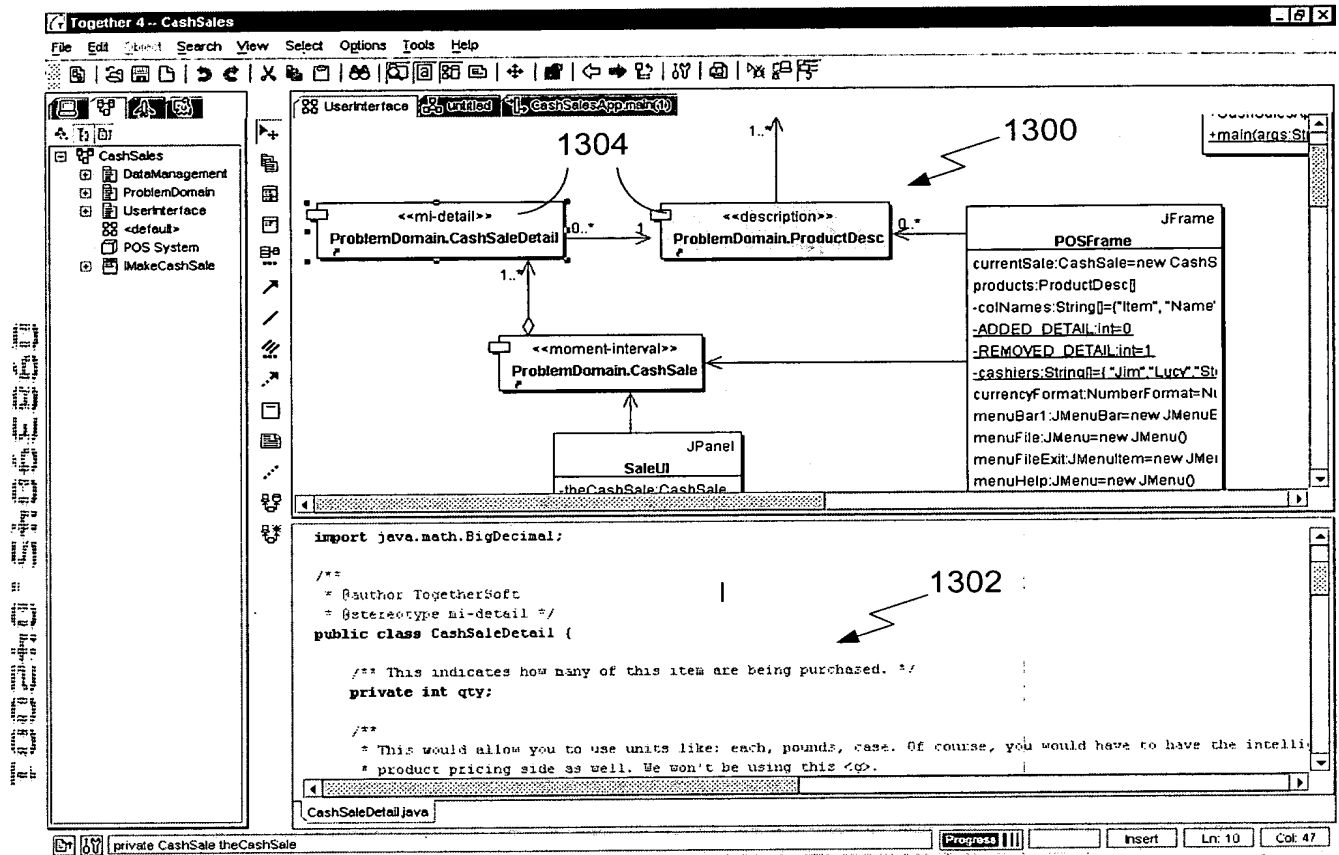 Together 4 -- CashSales
File Edit Object Search View Select Options Tools Help
UserInterface untitled CashSalesApp.main(1)
CashSales
DataManagement
ProblemDomain
UserInterface
<default>
POS System
IMakeCashSale
1304
1..*
1300
+main(args:St
<<mi-detail>>
ProblemDomain.CashSaleDetail
0..*
1
<<description>>
ProblemDomain.ProductDesc
0..*
JFrame
POSFrame
currentSale:CashSale=new CashS
products:ProductDesc[]
-colNames:String[]={"Item", "Name"
-ADDED_DETAIL:int=0
-REMOVED_DETAIL:int=1
-cashiers:String[]={ "Jim","Lucy","St
currencyFormat:NumberFormat=Nu
menuBar1:JMenuBar=new JMenuB
menuFile:JMenu=new JMenu()
menuFileExit:JMenuItem=new JMe
menuHelp:JMenu=new JMenu()
1..*
<<moment-interval>>
ProblemDomain.CashSale
JPanel
SaleUI
-theCashSale:CashSale
import java.math.BigDecimal;
/**
* @author TogetherSoft
* @stereotype mi-detail */
public class CashSaleDetail {
1302
/** This indicates how many of this item are being purchased. */
private int qty;
/**
* This would allow you to use units like: each, pounds, case. Of course, you would have to have the intelli
* product pricing side as well. We won't be using this <g>.
CashSaleDetail.java
private CashSale theCashSale
Progress
Insert
Ln: 10
Col: 47